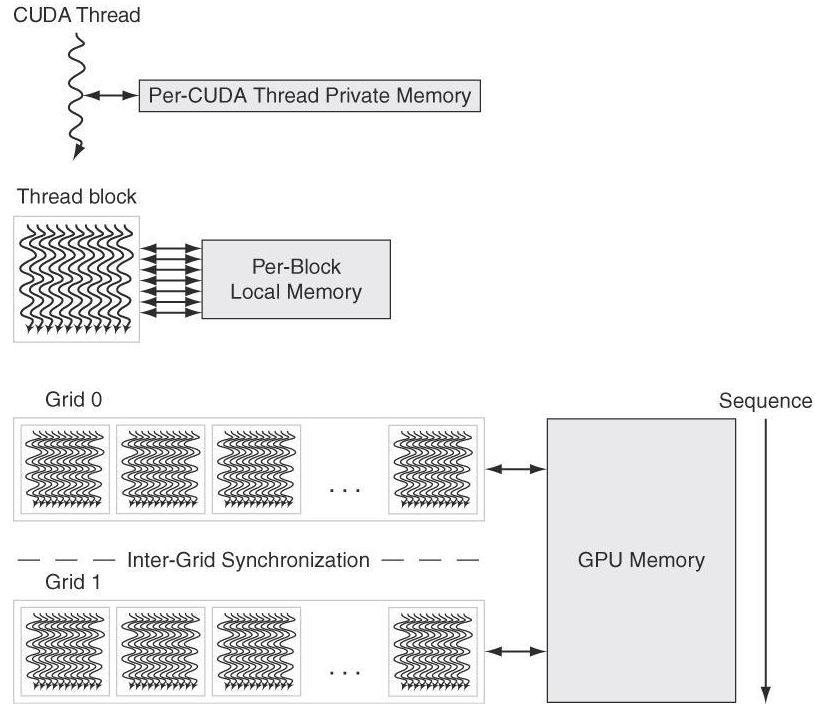 CUDA Thread
Per-CUDA Thread Private Memory
Thread block
Per-Block
Local Memory
Grid 0
Sequence
. . .
Inter-Grid Synchronization
GPU Memory
Grid 1
. . .